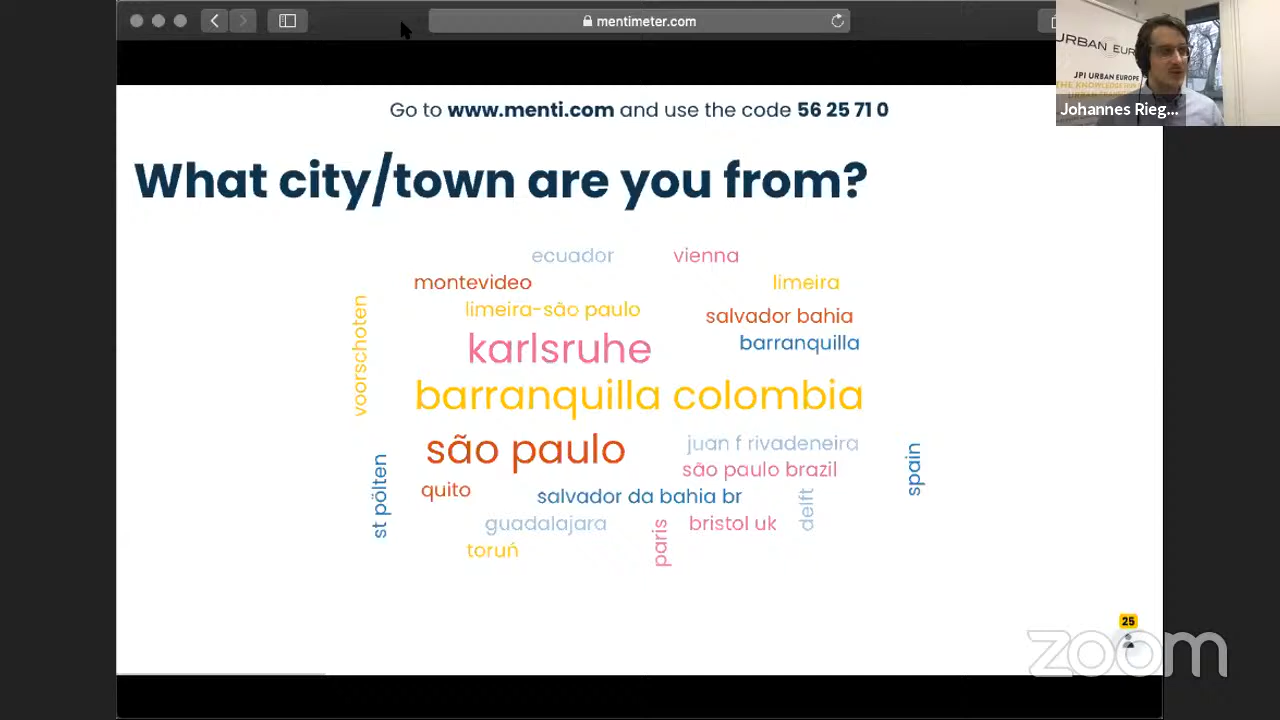 mentimeter.com
URBAN EUR
JPI URBAN EUROPE
Johannes Rieg...
Go to www.menti.com and use the code 56 25 71 0
What city/town are you from?
ecuador
vienna
montevideo
limeira
limeira-são paulo
salvador bahia
voorschoten
karlsruhe
barranquilla
barranquilla colombia
são paulo
juan f rivadeneira
spain
são paulo brazil
st pölten
quito
salvador da bahia br
delft
guadalajara
paris
bristol uk
toruń
25
zoom